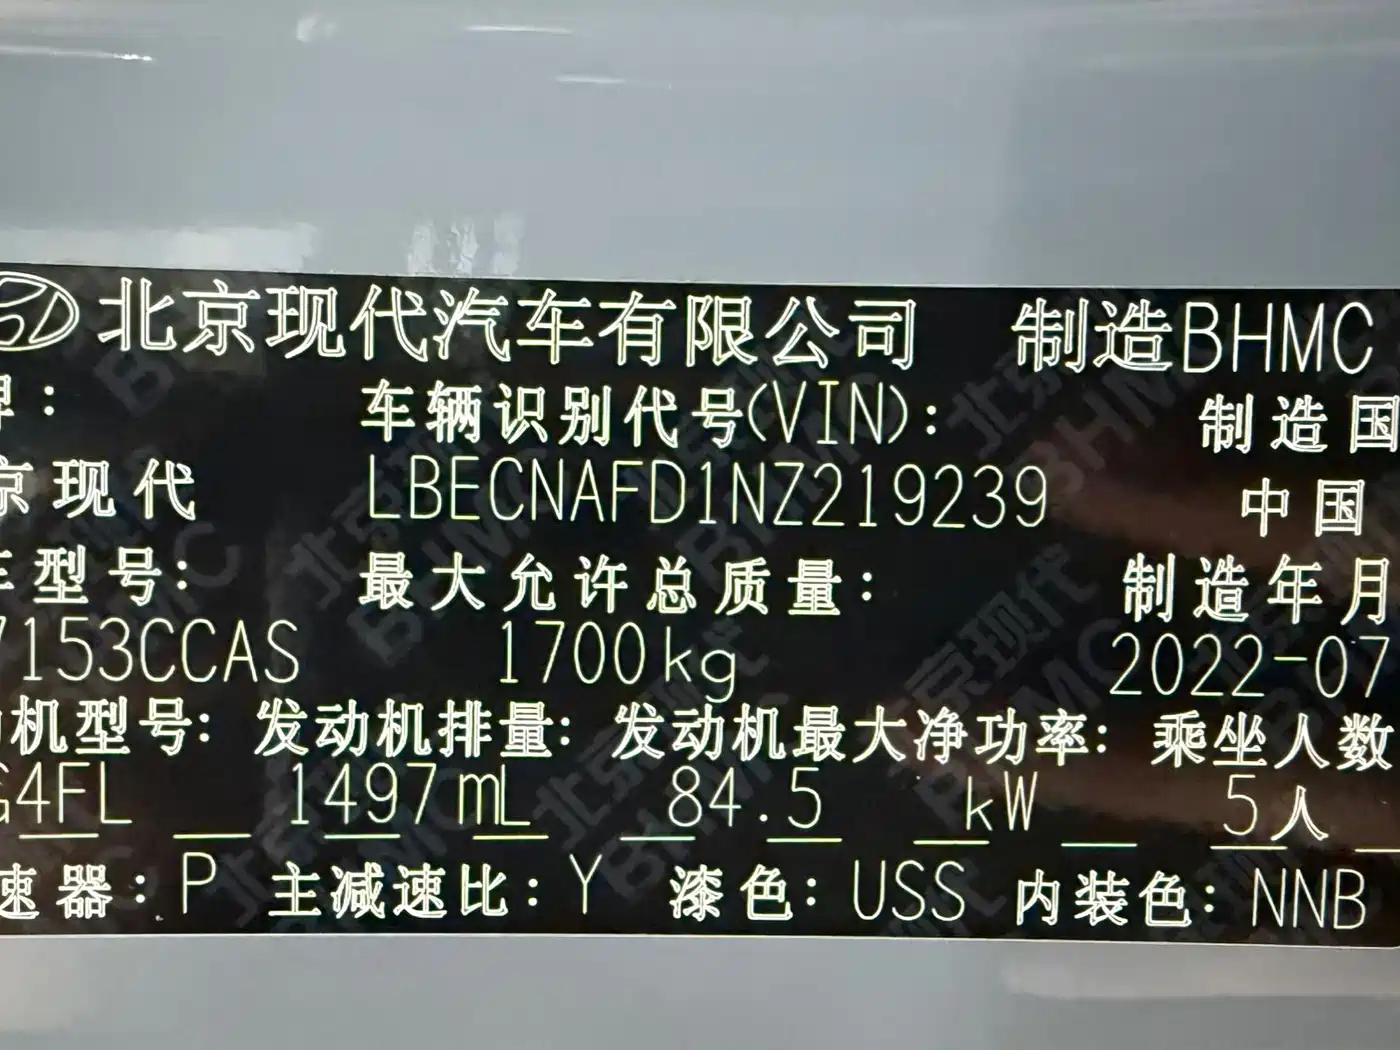 北京现代汽车有限公司 制造BHMC
牌: 车辆识别代号(VIN): 制造国
京现代 LBECNAFD1NZ219239 中国
车型号: 最大允许总质量: 制造年月
7153CCAS 1700kg 2022-07
动机型号: 发动机排量: 发动机最大净功率: 乘坐人数
G4FL 1497mL 84.5 kW 5人
速器: P 主减速比: Y 漆色: USS 内装色: NNB